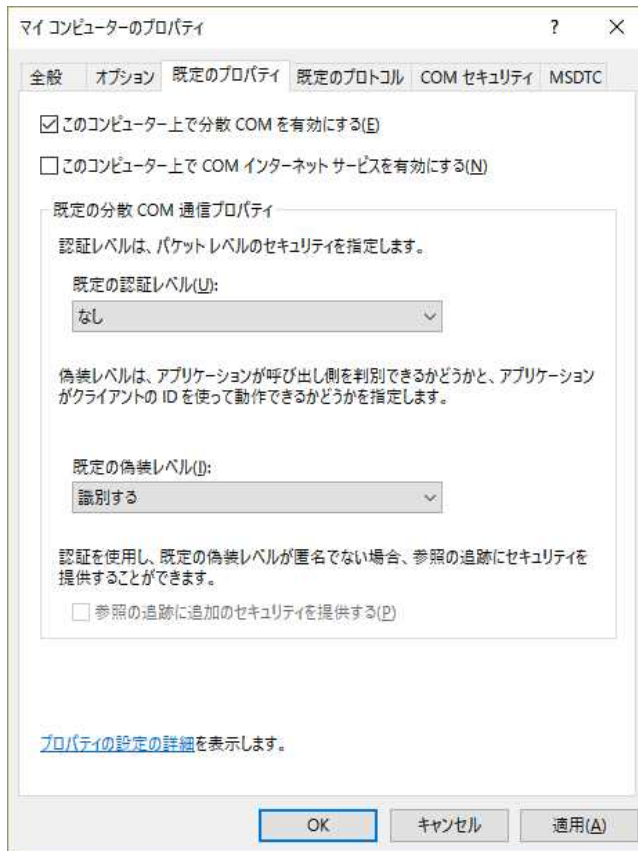 マイ コンピューターのプロパティ ?
全般 オプション 既定のプロパティ 既定のプロトコル COM セキュリティ MSDTC
このコンピューター上で分散 COM を有効にする(E)
このコンピューター上で COM インターネット サービスを有効にする(N)
既定の分散 COM 通信プロパティ
認証レベルは、パケット レベルのセキュリティを指定します。
既定の認証レベル(U):
なし
偽装レベルは、アプリケーションが呼び出し側を判別できるかどうかと、アプリケーション
がクライアントの ID を使って動作できるかどうかを指定します。
既定の偽装レベル(I):
識別する
認証を使用し、既定の偽装レベルが匿名でない場合、参照の追跡にセキュリティを
提供することができます。
参照の追跡に追加のセキュリティを提供する(P)
プロパティの設定の詳細を表示します。
OK キャンセル 適用(A)